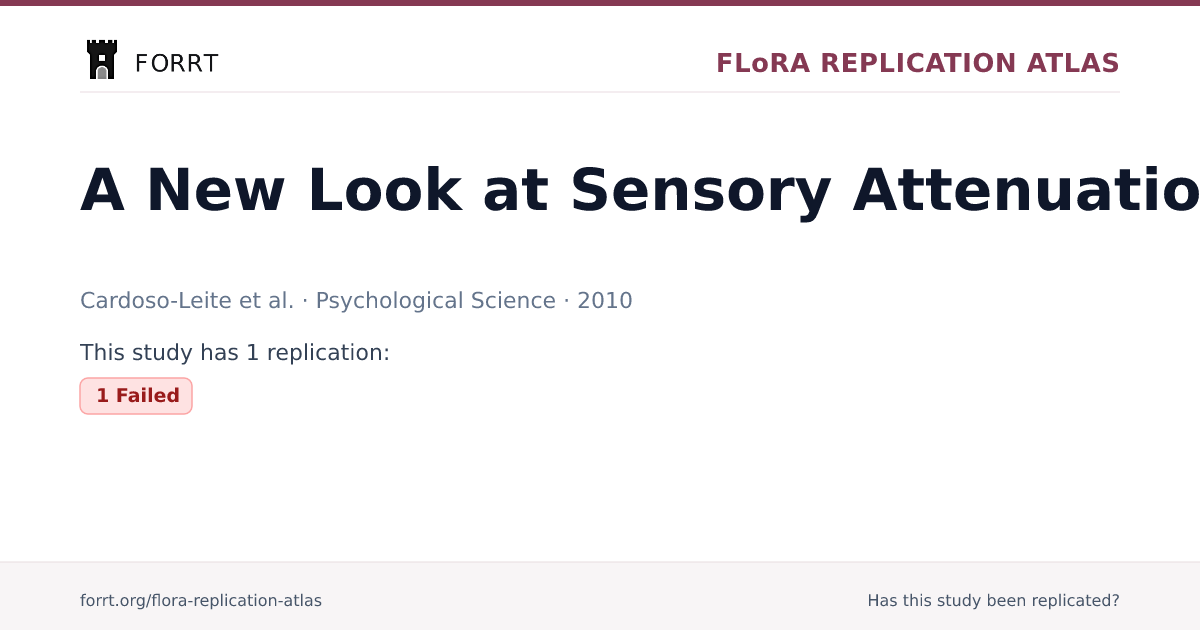 FORRT
FLoRA REPLICATION ATLAS
A New Look at Sensory Attenuatio
Cardoso-Leite et al. · Psychological Science · 2010
This study has 1 replication:
1 Failed
forrt.org/flora-replication-atlas
Has this study been replicated?